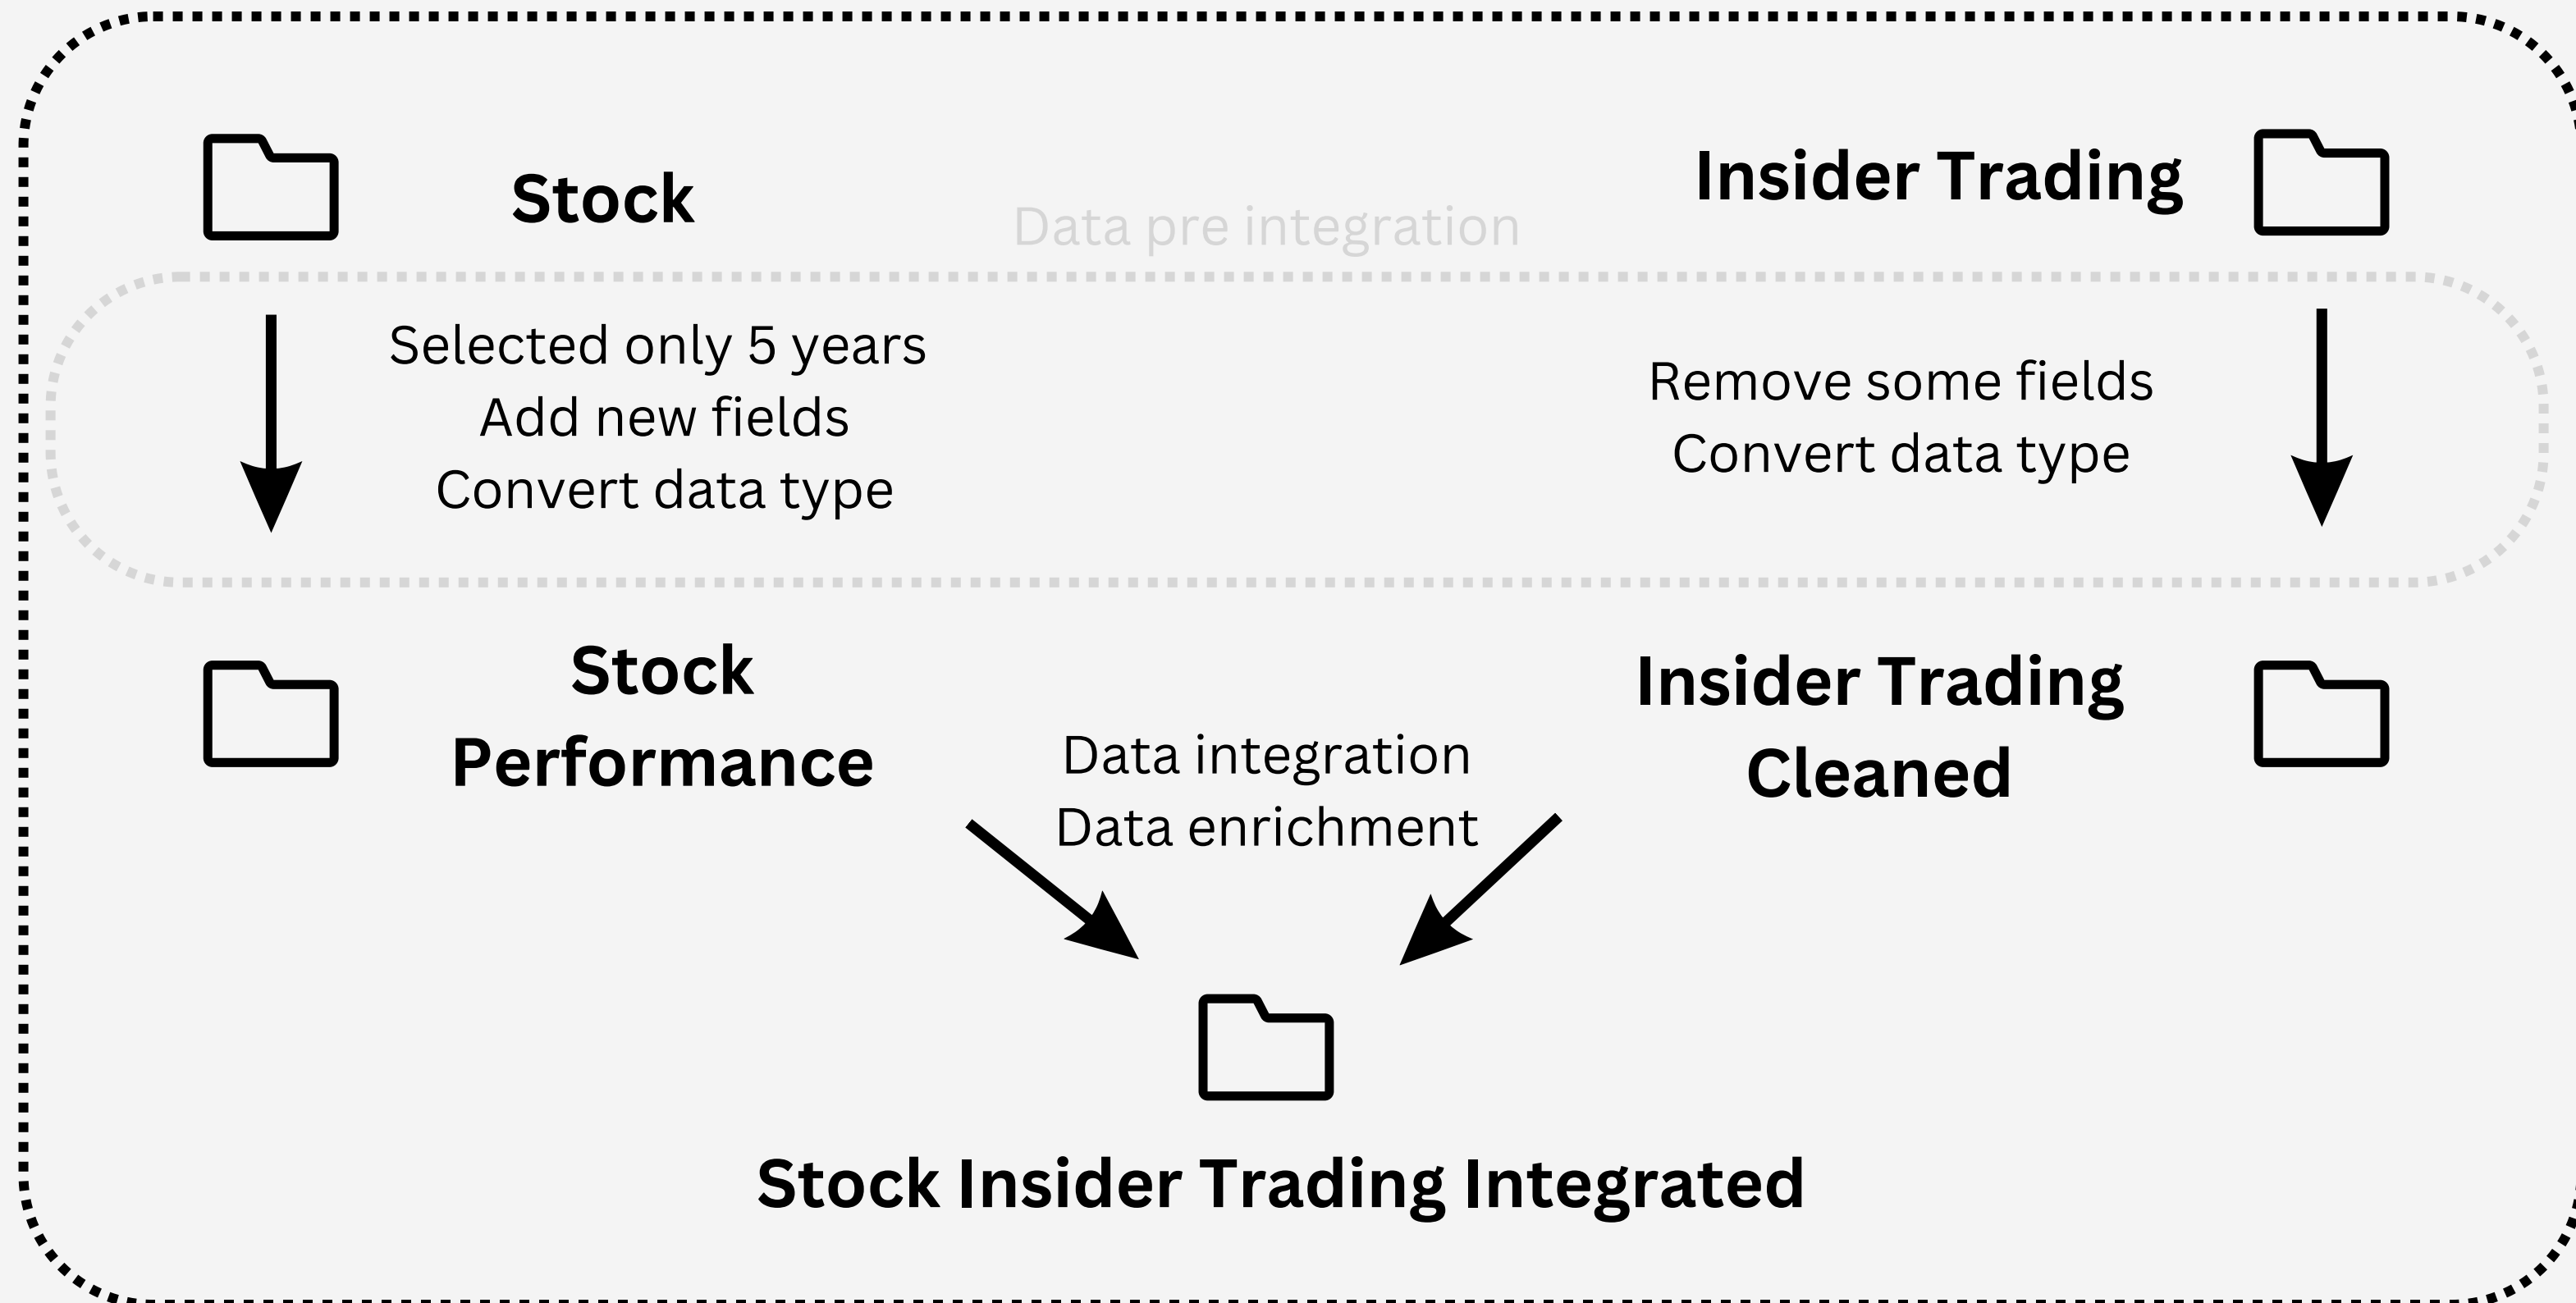 Stock
Insider Trading
Data pre integration
Selected only 5 years
Add new fields
Convert data type
Remove some fields
Convert data type
Stock
Performance
Insider Trading
Cleaned
Data integration
Data enrichment
Stock Insider Trading Integrated